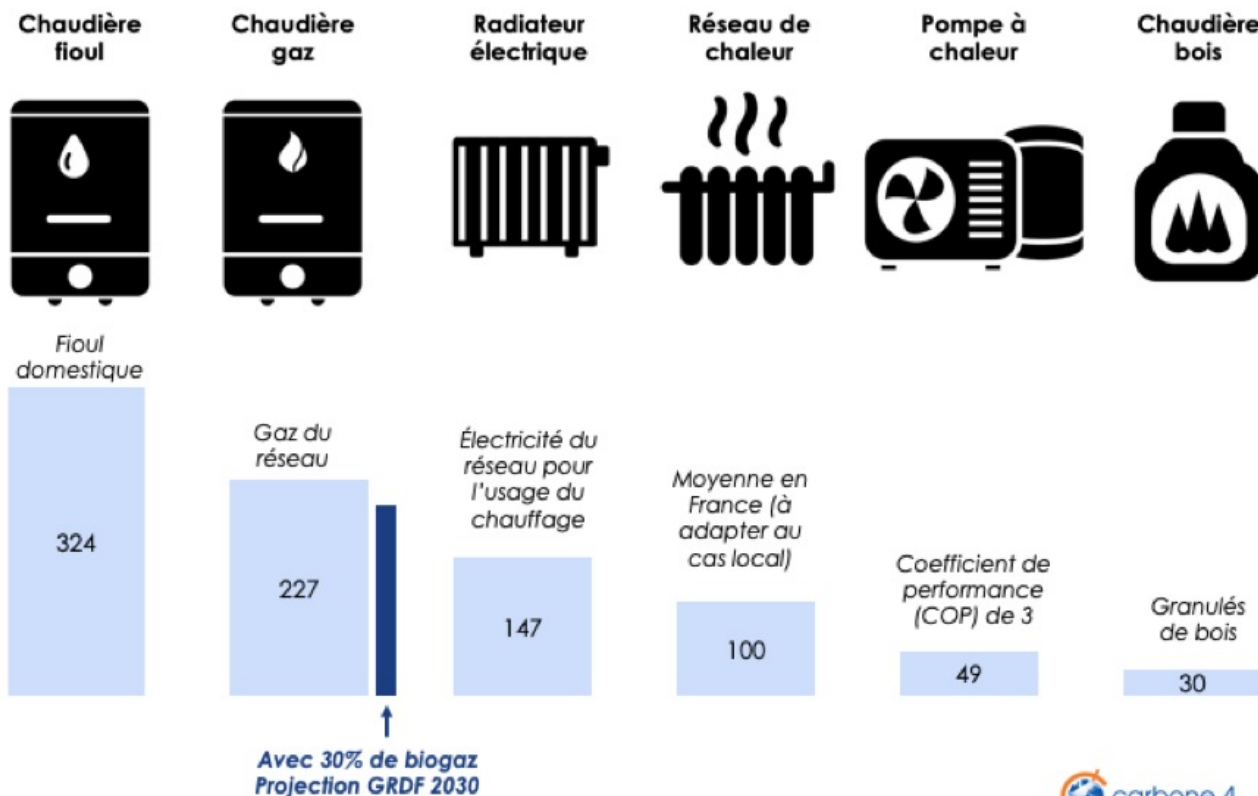 Chaudière
fioul
Chaudière
gaz
Radiateur
électrique
Réseau de
chaleur
Pompe à
chaleur
Chaudière
bois
Fioul
domestique
324
Gaz du
réseau
227
Électricité du
réseau pour
l'usage du
chauffage
147
Moyenne en
France (à
adapter au
cas local)
100
Coefficient de
performance
(COP) de 3
49
Granulés
de bois
30
Avec 30% de biogaz
Projection GRDF 2030
carbone 4